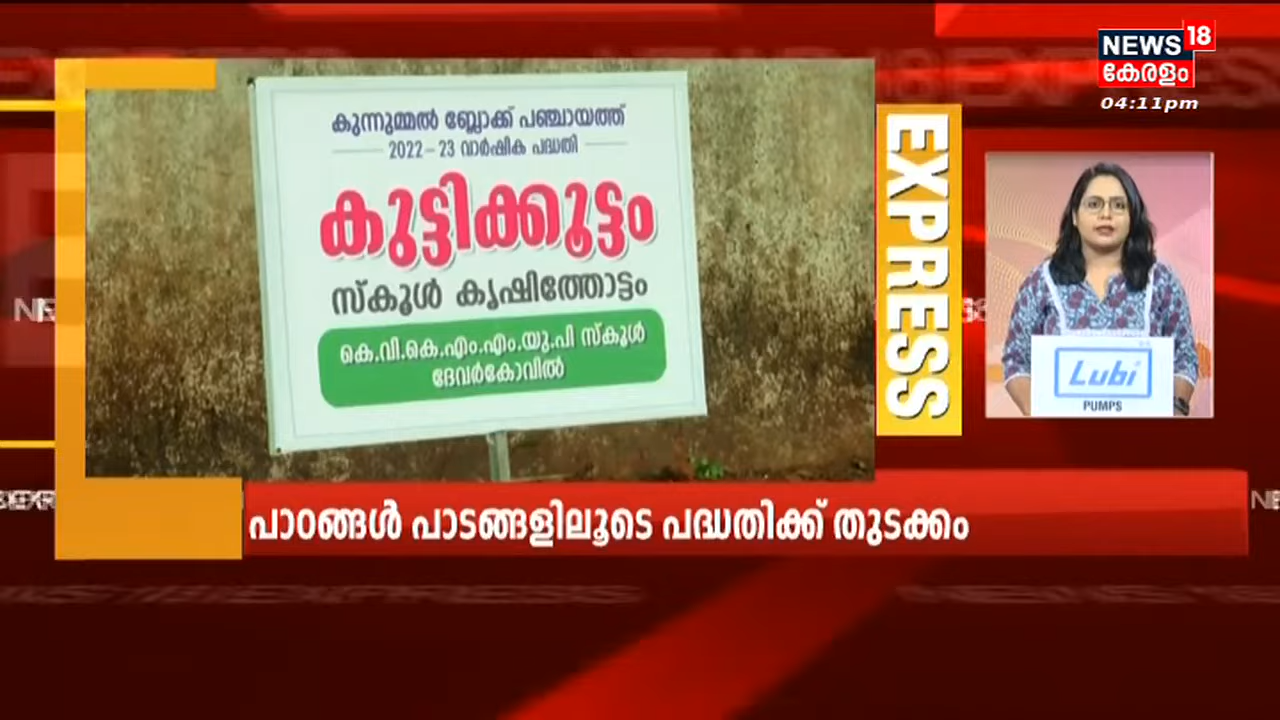 NEWS 18
കേരളം
04:11pm
കുന്നുമ്മൽ ബ്ലോക്ക് പഞ്ചായത്ത്
2022-23 വാർഷിക പദ്ധതി
കുട്ടിക്കൂട്ടം
സ്കൂൾ കൃഷിത്തോട്ടം
കെ.വി.കെ.എം.എം.യു.പി സ്കൂൾ
ദേവർകോവിൽ
EXPRESS
Lubi
PUMPS
പാഠങ്ങൾ പാടങ്ങളിലൂടെ പദ്ധതിക്ക് തുടക്കം